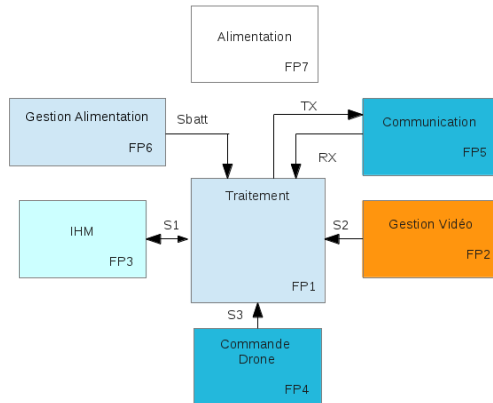 Alimentation
FP7
Gestion Alimentation
FP6
Sbatt
TX
RX
Communication
FP5
Traitement
FP1
IHM
FP3
S1
S2
Gestion Vidéo
FP2
S3
Commande
Drone
FP4